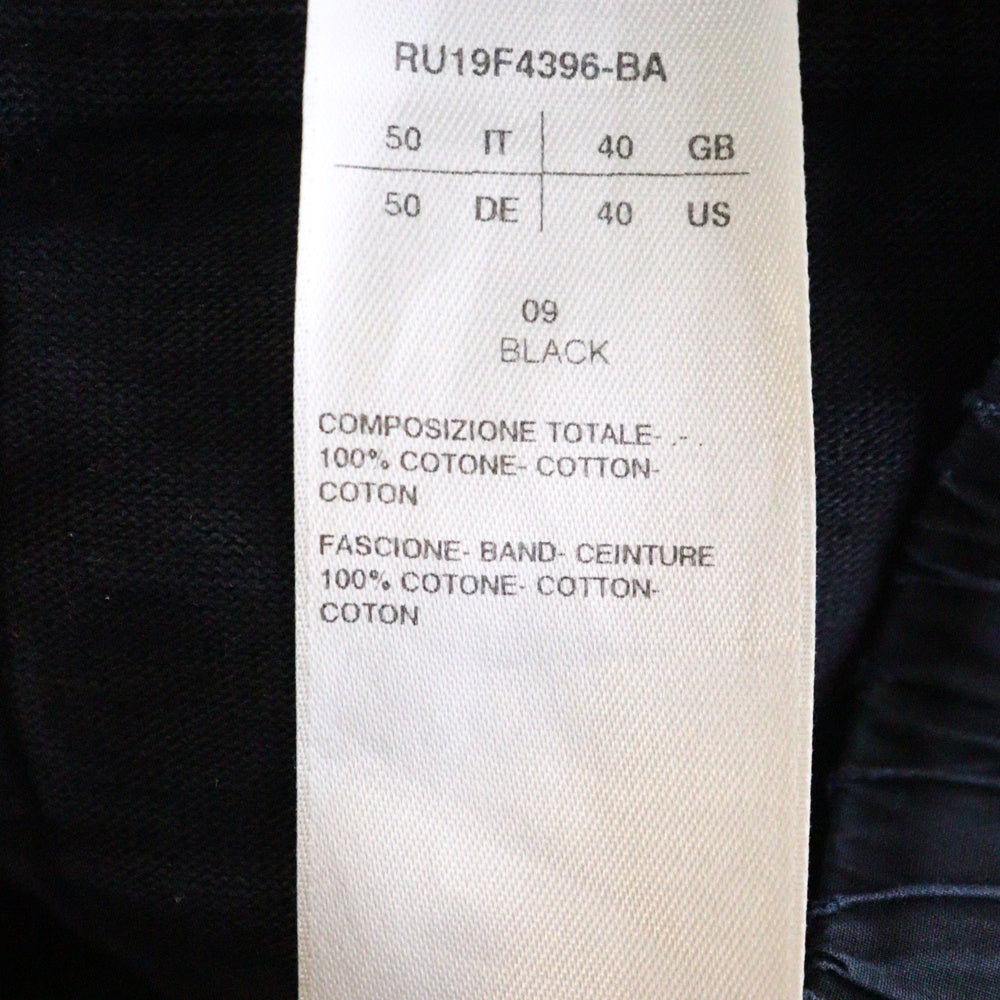 RU19F4396-BA
50 IT 40 GB
50 DE 40 US
09
BLACK
COMPOSIZIONE TOTALE- .- .
100% COTONE- COTTON-
COTON
FASCIONE- BAND- CEINTURE
100% COTONE- COTTON-
COTON